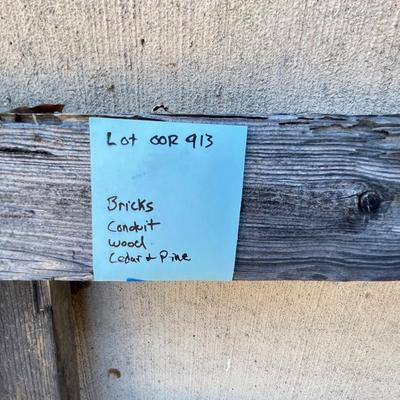 Lot OOR 913
Bricks
Conduit
Wood
Cedar & Pine